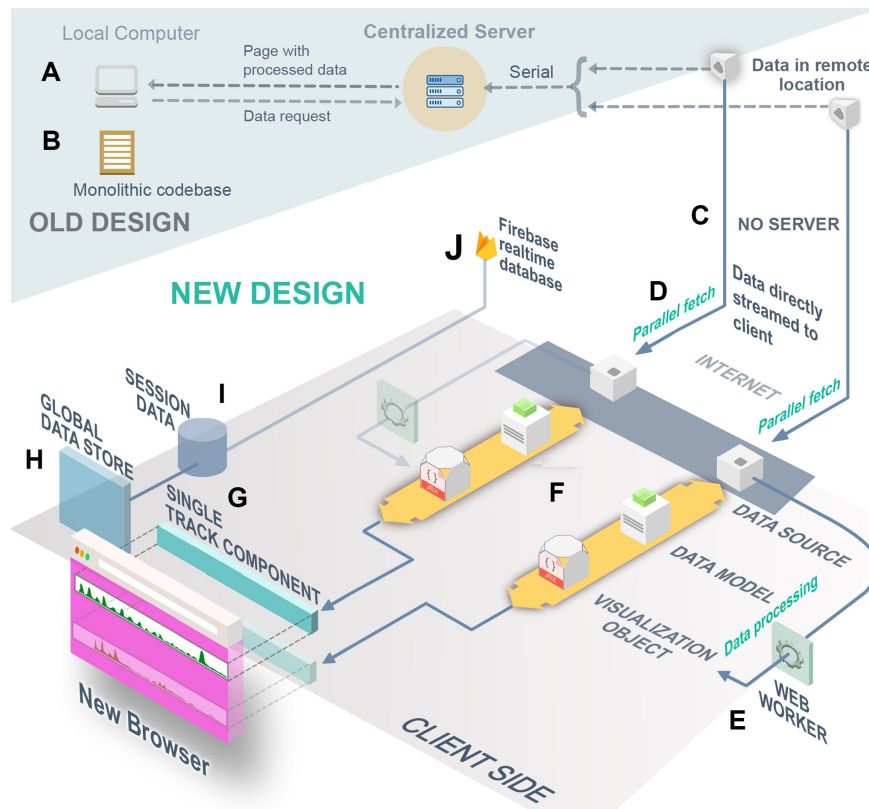 Local Computer
Centralized Server
A
Page with
processed data
Serial
Data in remote
location
Data request
B
Monolithic codebase
OLD DESIGN
C
NO SERVER
J
Firebase
realtime
database
NEW DESIGN
D
Parallel fetch
Data directly
streamed to
client
INTERNET
Parallel fetch
I
SESSION
DATA
H
GLOBAL
DATA STORE
G
SINGLE
TRACK COMPONENT
{ }
JSX
F
{ }
JSX
DATA SOURCE
DATA MODEL
VISUALIZATION
OBJECT
Data processing
E
WEB
WORKER
New Browser
CLIENT SIDE